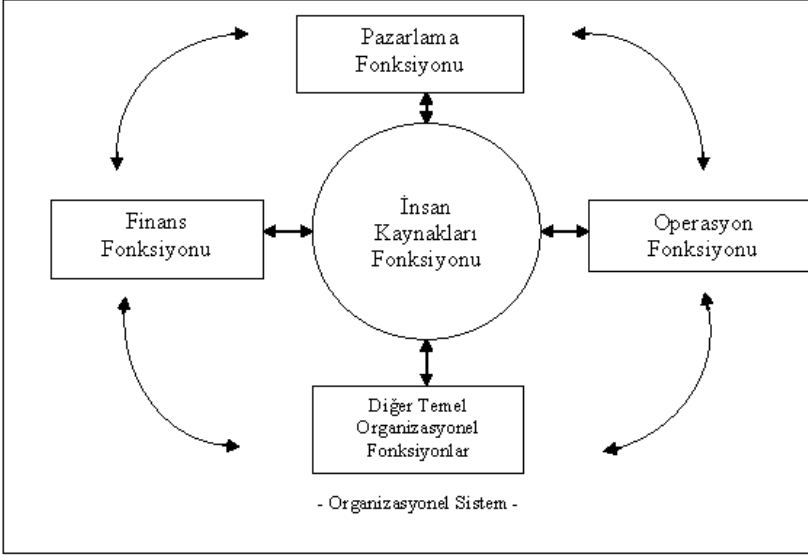 Pazarlama
Fonksiyonu
Finans
Fonksiyonu
İnsan
Kaynakları
Fonksiyonu
Operasyon
Fonksiyonu
Diğer Temel
Organizasyonel
Fonksiyonlar
- Organizasyonel Sistem -